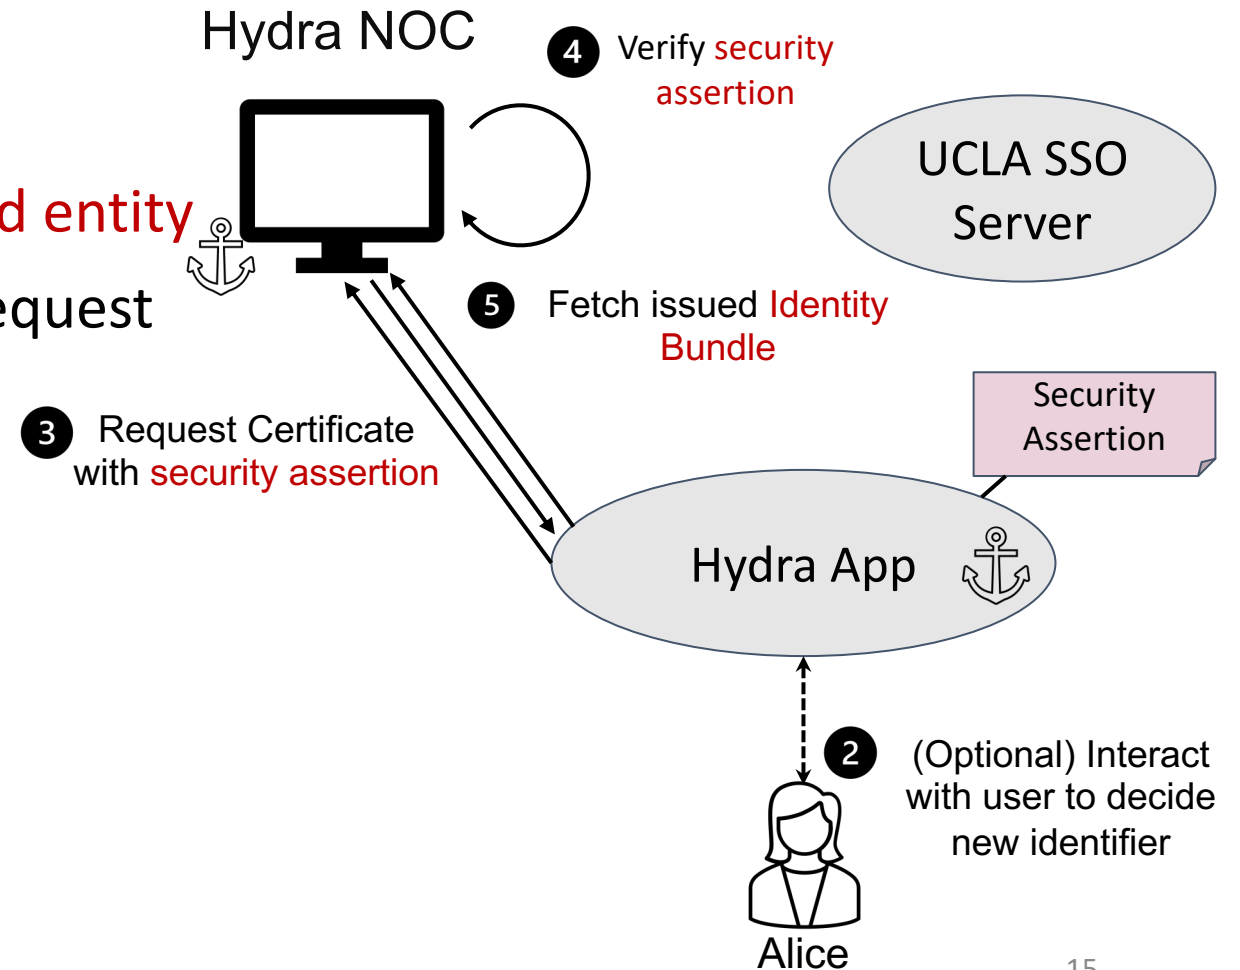 Hydra NOC
4 Verify security
assertion
UCLA SSO
Server
d entity
equest
5 Fetch issued Identity
Bundle
3 Request Certificate
with security assertion
Security
Assertion
Hydra App
2 (Optional) Interact
with user to decide
new identifier
Alice
15